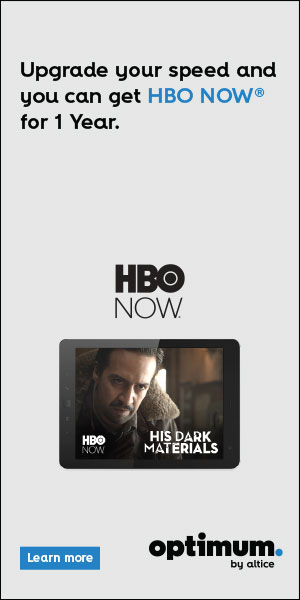 Upgrade your speed and
you can get HBO NOW®
for 1 Year.
HBO
NOW.
HBO
NOW.
HIS DARK
MATERIALS
Learn more
optimum.
by altice